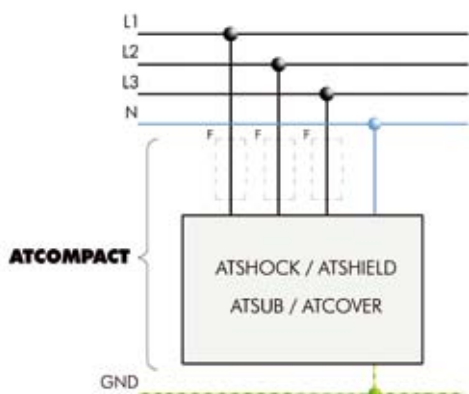 L1
L2
L3
N
F F F
ATCOMPACT
ATSHOCK / ATSHIELD
ATSUB / ATCOVER
GND